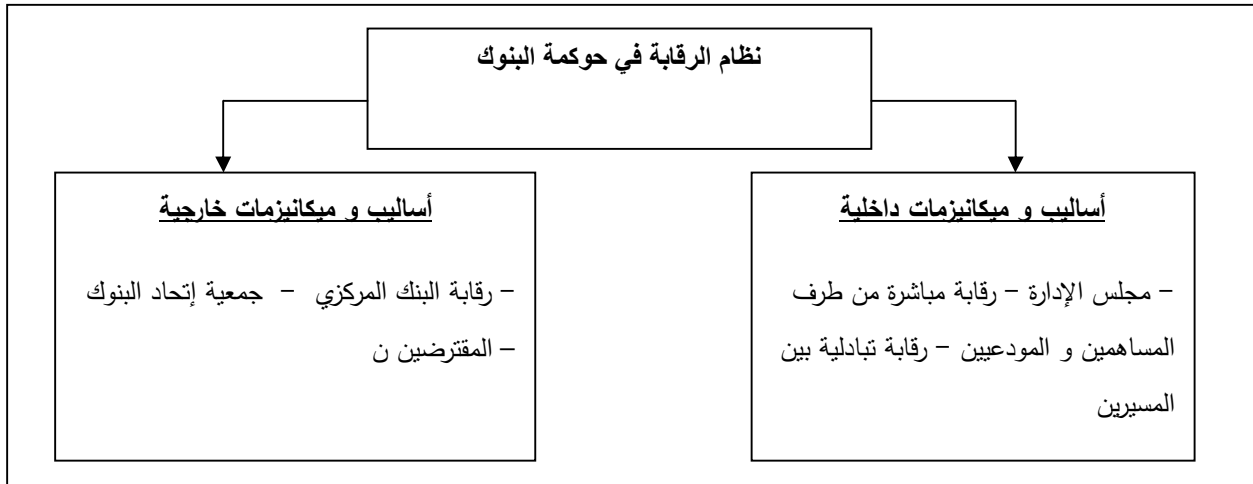 نظام الرقابة في حوكمة البنوك
أساليب و ميكانيزمات داخلية
– مجلس الإدارة – رقابة مباشرة من طرف
المساهمين و المودعيين – رقابة تبادلية بين
المسيرين
أساليب و ميكانيزمات خارجية
– رقابة البنك المركزي – جمعية إتحاد البنوك
– المقترضين ن